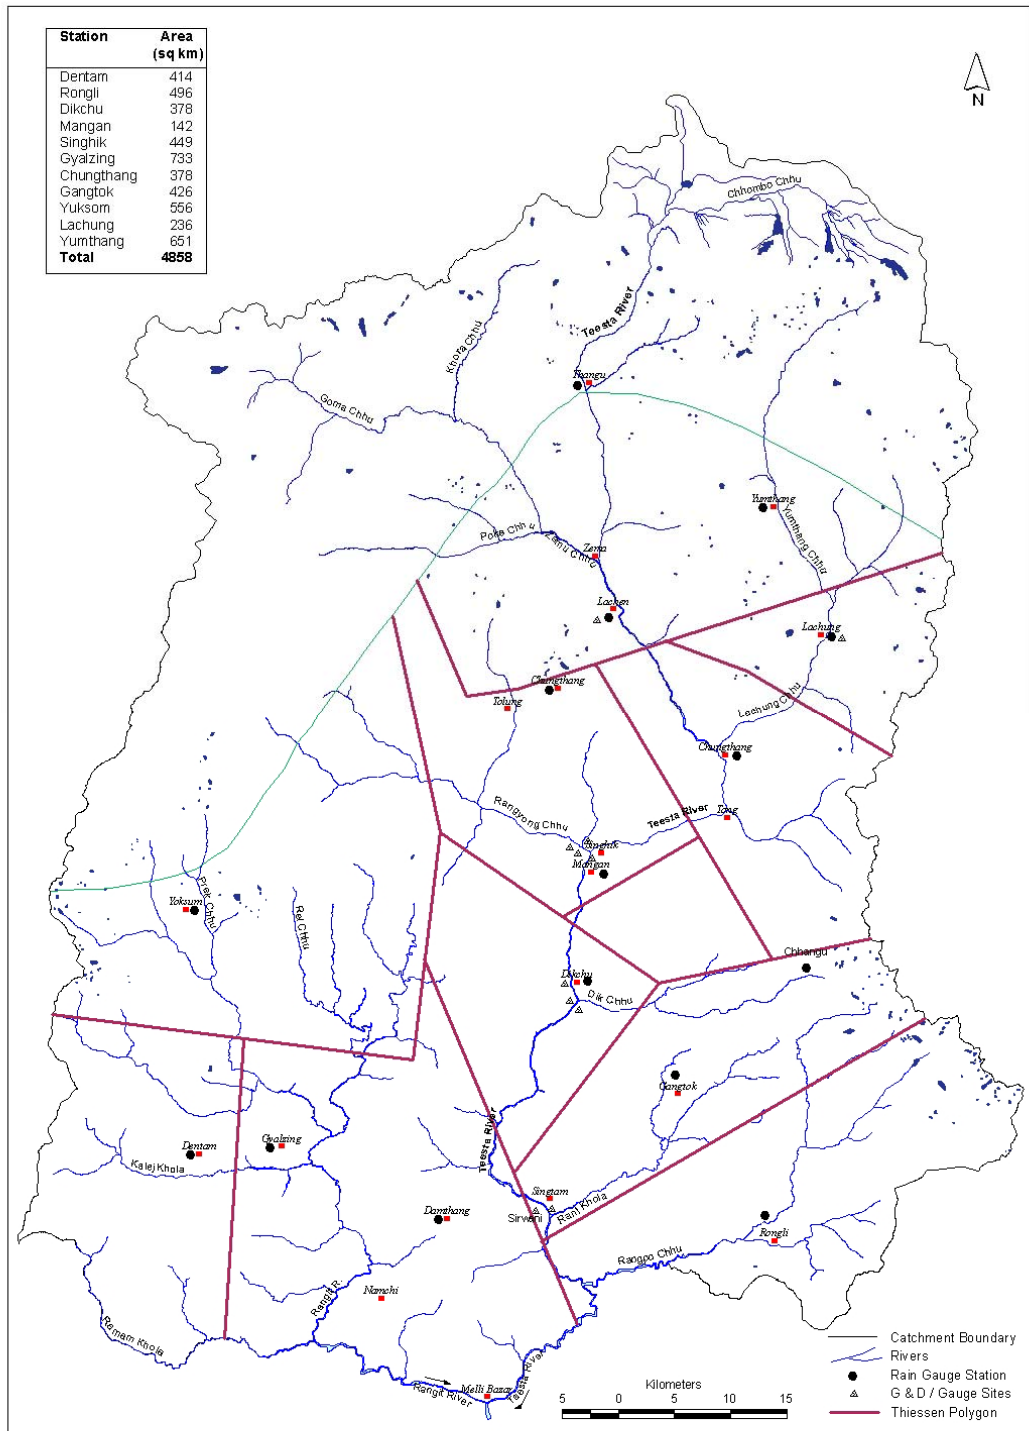 Station Area
(sq km)
Dentam 414
Rongli 496
Dikchu 378
Mangan 142
Singhik 449
Gyalzing 733
Chungthang 378
Gangtok 426
Yuksom 556
Lachung 236
Yumthang 651
Total 4858
N
Chhombo Chhu
Teesta River
Khora Chhu
Thangu
Goma Chhu
Yumthang
Yumthang Chhu
Poke Chhu
Zemu Chhu
Zema
Lachen
Lachung
Chungthang
Tolung
Lachung Chhu
Chungthang
Rangyong Chhu
Teesta River
Tong
Singhik
Mangan
Yoksum
Prek Chhu
Rel Chhu
Chhangu
Dikchu
Dik Chhu
Gangtok
Teesta River
Dentam
Gyalzing
Kalej Khola
Singtam
Rani Khola
Sirwani
Damthang
Rongli
Rangpo Chhu
Namchi
Rangit R.
Ramam Khola
Melli Bazar
Rangit River
Teesta River
Kilometers
5 0 5 10 15
Catchment Boundary
Rivers
Rain Gauge Station
G & D / Gauge Sites
Thiessen Polygon